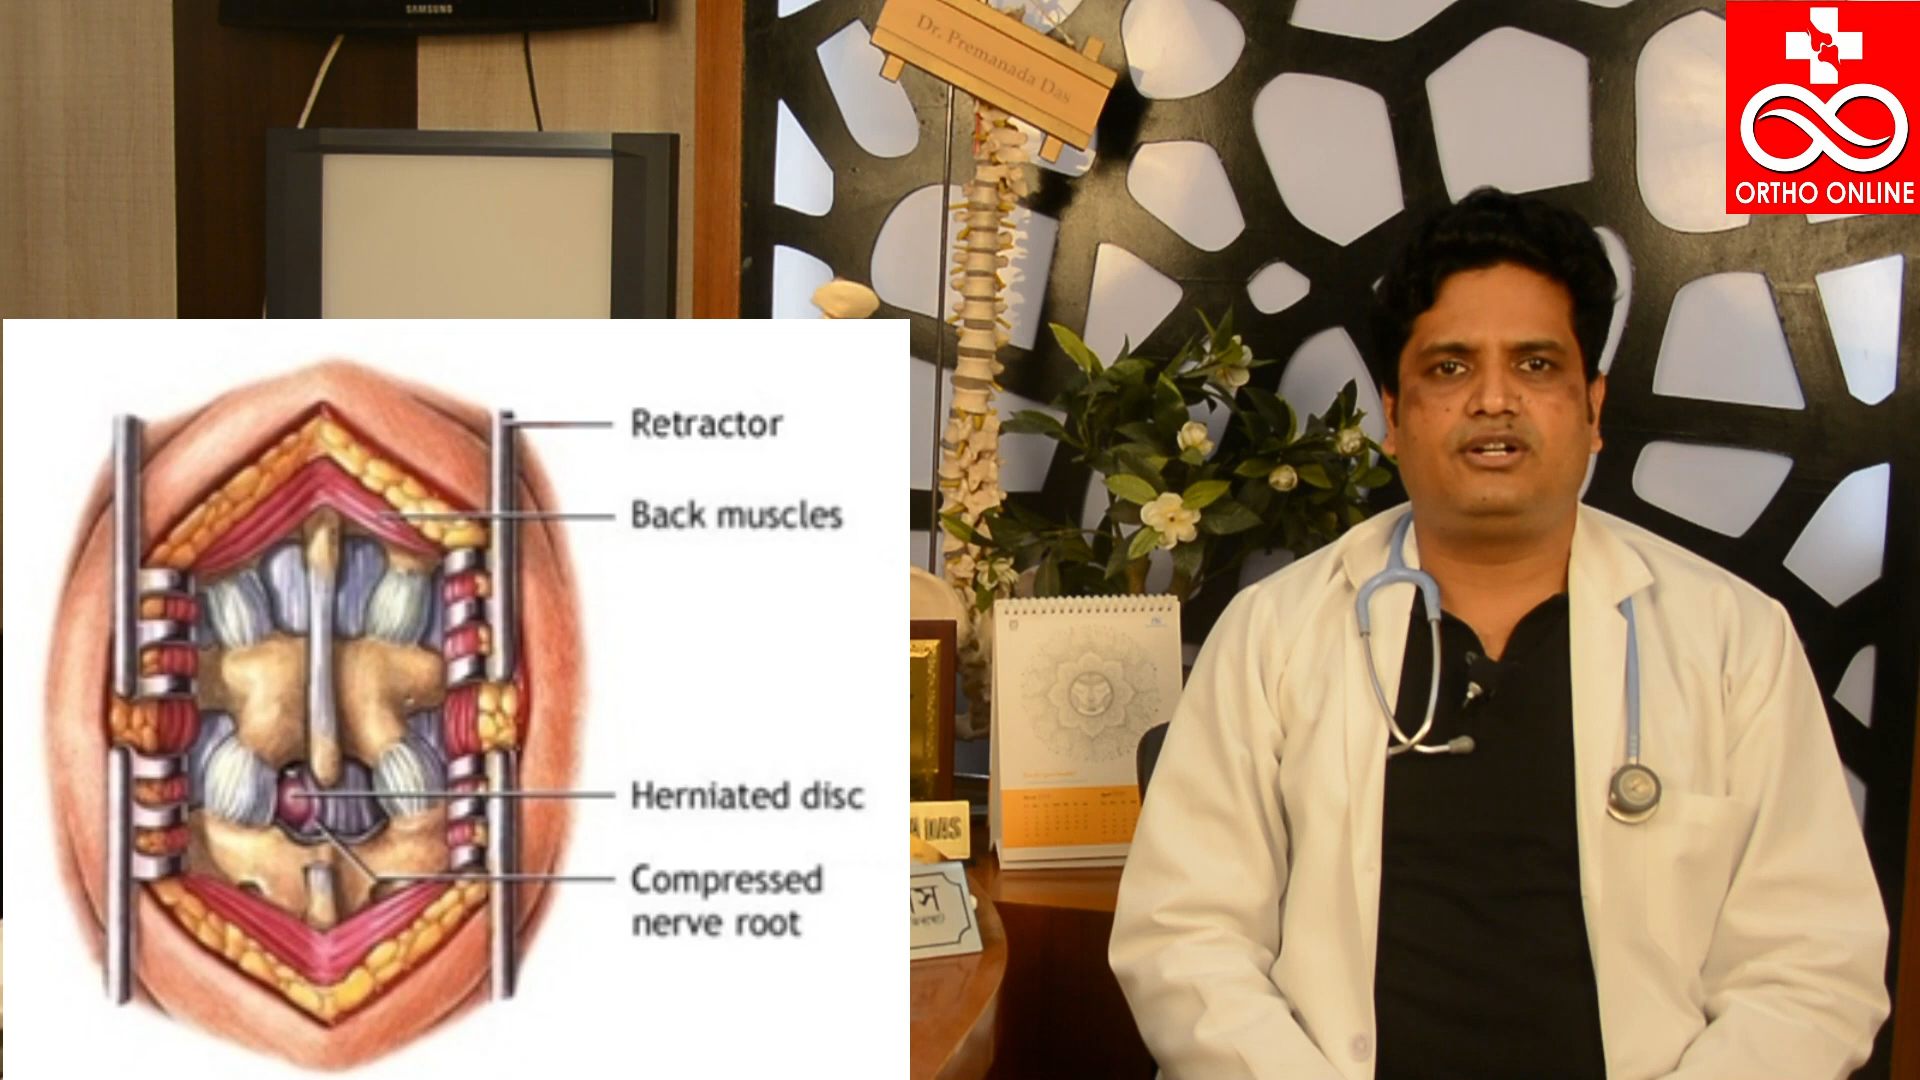 SAMSUNG
Dr. Premanada Das
ORTHO ONLINE
Retractor
Back muscles
Herniated disc
Compressed
nerve root
A DAS